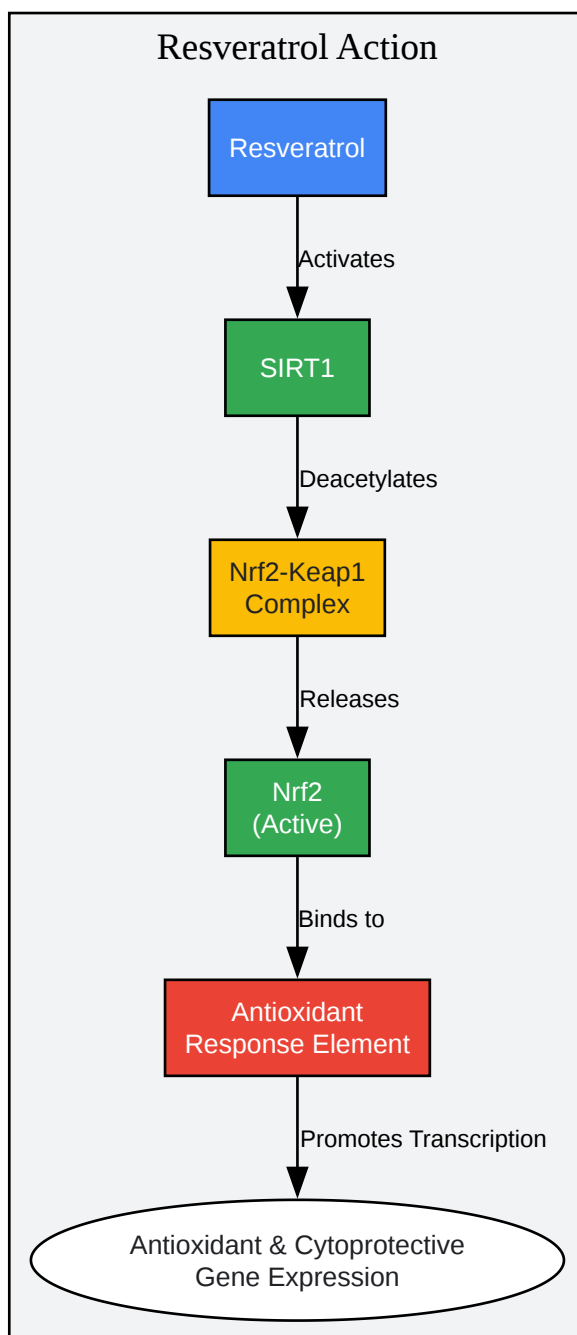 Resveratrol Action
Resveratrol
Activates
SIRT1
Deacetylates
Nrf2-Keap1
Complex
Releases
Nrf2
(Active)
Binds to
Antioxidant
Response Element
Promotes Transcription
Antioxidant & Cytoprotective
Gene Expression